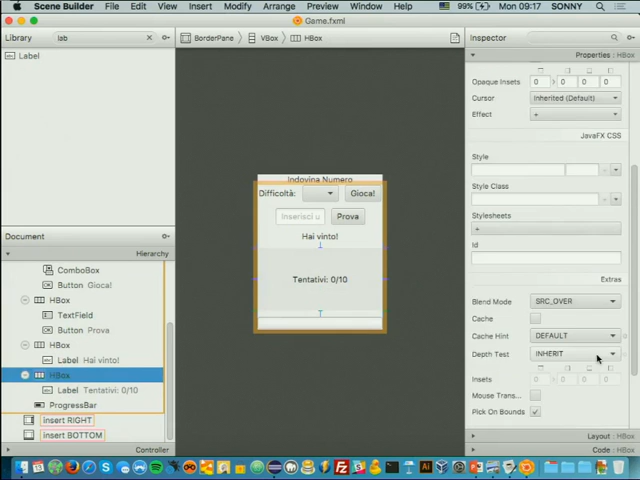 Scene Builder File Edit View Insert Modify Arrange Preview Window Help 99% Mon 09:17 SONNY
Game.fxml
Library lab
BorderPane VBox HBox
Inspector
Label
Properties : HBox
Opaque Insets 0 0 0 0
Cursor Inherited (Default)
Effect +
JavaFX CSS
Style
Style Class
Stylesheets
+
Id
Extras
Blend Mode SRC_OVER
Cache
Cache Hint DEFAULT
Depth Test INHERIT
Insets 0 0 0 0
Mouse Trans...
Pick On Bounds
Layout : HBox
Code : HBox
Indovina Numero
Difficoltà: Gioca!
Inserisci u Prova
Hai vinto!
Tentativi: 0/10
Document
Hierarchy
ComboBox
Button Gioca!
HBox
TextField
Button Prova
HBox
Label Hai vinto!
HBox
Label Tentativi: 0/10
ProgressBar
insert RIGHT
insert BOTTOM
Controller